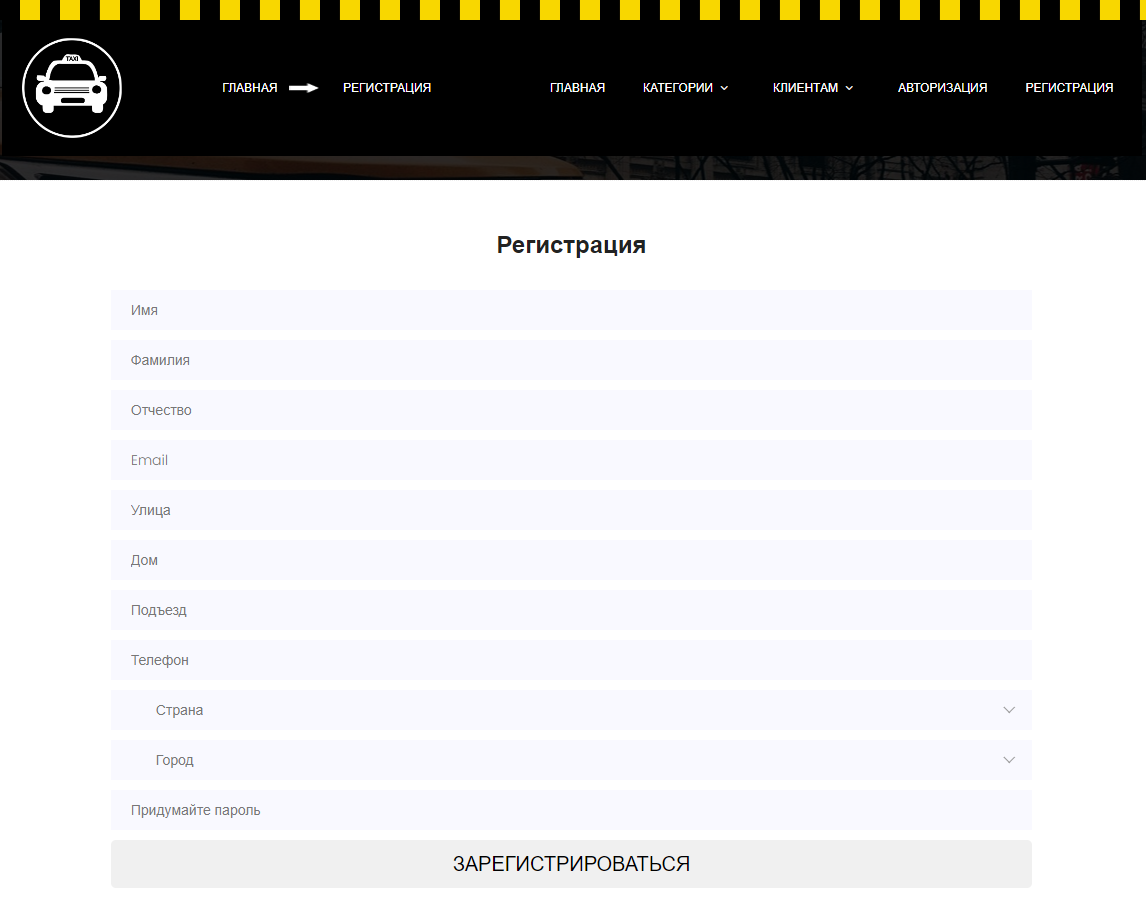 TAXI
ГЛАВНАЯ РЕГИСТРАЦИЯ ГЛАВНАЯ КАТЕГОРИИ КЛИЕНТАМ АВТОРИЗАЦИЯ РЕГИСТРАЦИЯ
Регистрация
Имя
Фамилия
Отчество
Email
Улица
Дом
Подъезд
Телефон
Страна
Город
Придумайте пароль
ЗАРЕГИСТРИРОВАТЬСЯ